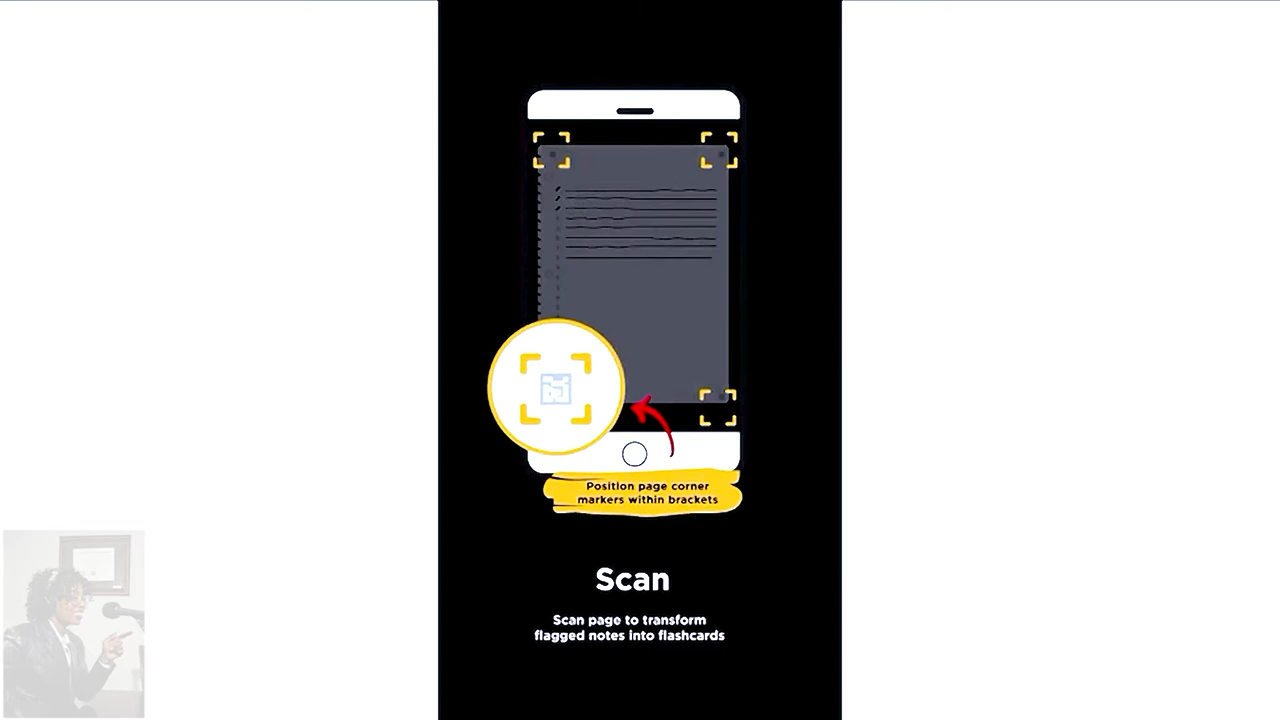 Position page corner
markers within brackets
Scan
Scan page to transform
flagged notes into flashcards